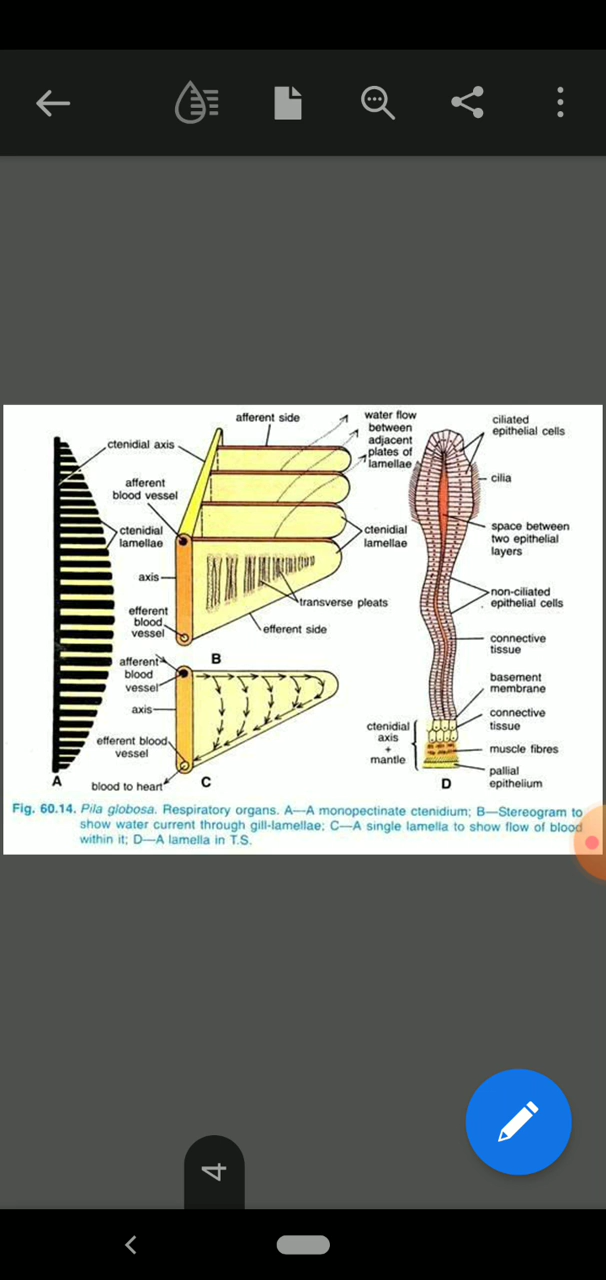 afferent side
water flow
between
adjacent
plates of
lamellae
ciliated
epithelial cells
ctenidial axis
cilia
afferent
blood vessel
ctenidial
lamellae
ctenidial
lamellae
space between
two epithelial
layers
axis
transverse pleats
non-ciliated
epithelial cells
efferent
blood
vessel
efferent side
connective
tissue
B
afferent
blood
vessel
basement
membrane
axis
connective
tissue
ctenidial
axis
+
mantle
efferent blood
vessel
muscle fibres
pallial
epithelium
A
blood to heart
C
D
Fig. 60.14. Pila globosa. Respiratory organs. A—A monopectinate ctenidium; B—Stereogram to
show water current through gill-lamellae; C—A single lamella to show flow of blood
within it; D—A lamella in T.S.
4